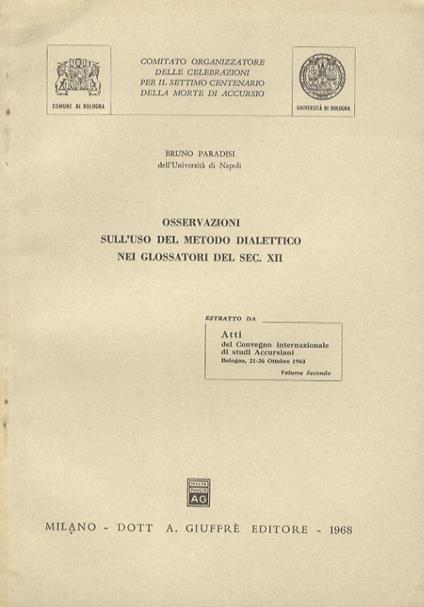 COMITATO ORGANIZZATORE
DELLE CELEBRAZIONI
PER IL SETTIMO CENTENARIO
DELLA MORTE DI ACCURSIO
COMUNE DI BOLOGNA
UNIVERSITÀ DI BOLOGNA
BRUNO PARADISI
dell'Università di Napoli
OSSERVAZIONI
SULL'USO DEL METODO DIALETTICO
NEI GLOSSATORI DEL SEC. XII
ESTRATTO DA
Atti
del Convegno internazionale
di studi Accursiani
Bologna, 21-26 Ottobre 1963
Volume Secondo
MULTA
PAUCIS
AG
MILANO - DOTT A. GIUFFRÈ EDITORE - 1968